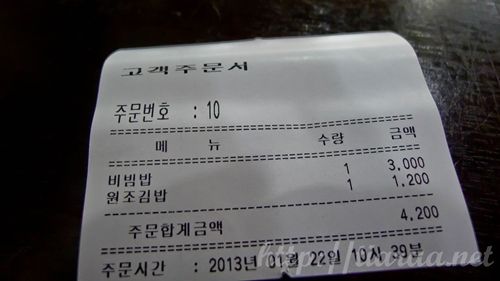 고객주문서
주문번호 : 10
메 뉴 수량 금액
비빔밥 1 3,000
원조김밥 1 1,200
주문합계금액 4,200
주문시간 : 2013년 01월 22일 10시 39분